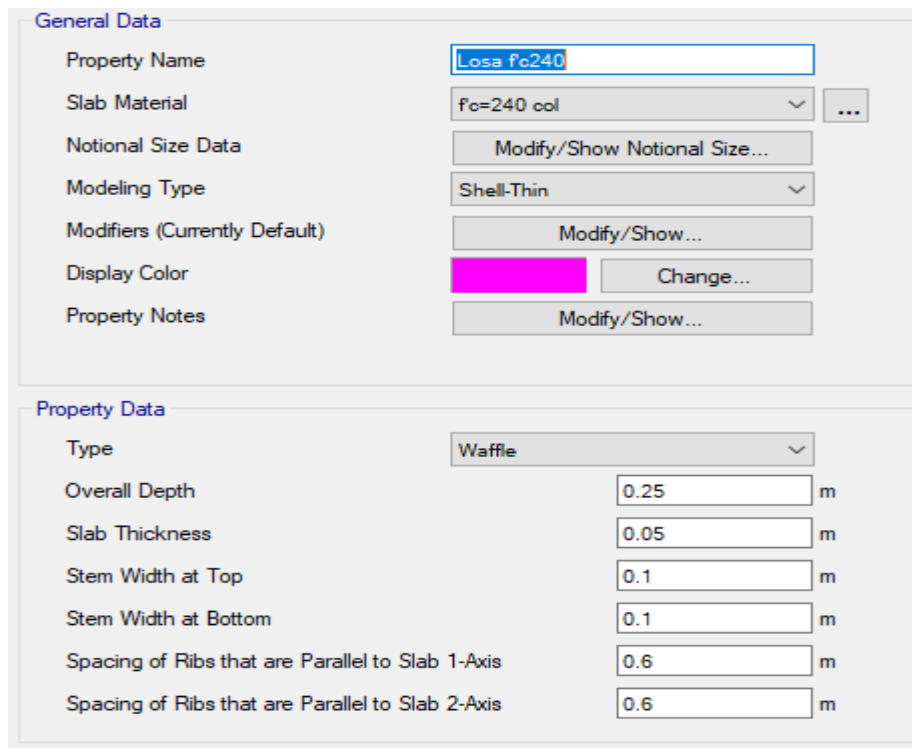 General Data
Property Name Losa f'c240
Slab Material f'c=240 col ...
Notional Size Data Modify/Show Notional Size...
Modeling Type Shell-Thin
Modifiers (Currently Default) Modify/Show...
Display Color Change...
Property Notes Modify/Show...
Property Data
Type Waffle
Overall Depth 0.25 m
Slab Thickness 0.05 m
Stem Width at Top 0.1 m
Stem Width at Bottom 0.1 m
Spacing of Ribs that are Parallel to Slab 1-Axis 0.6 m
Spacing of Ribs that are Parallel to Slab 2-Axis 0.6 m